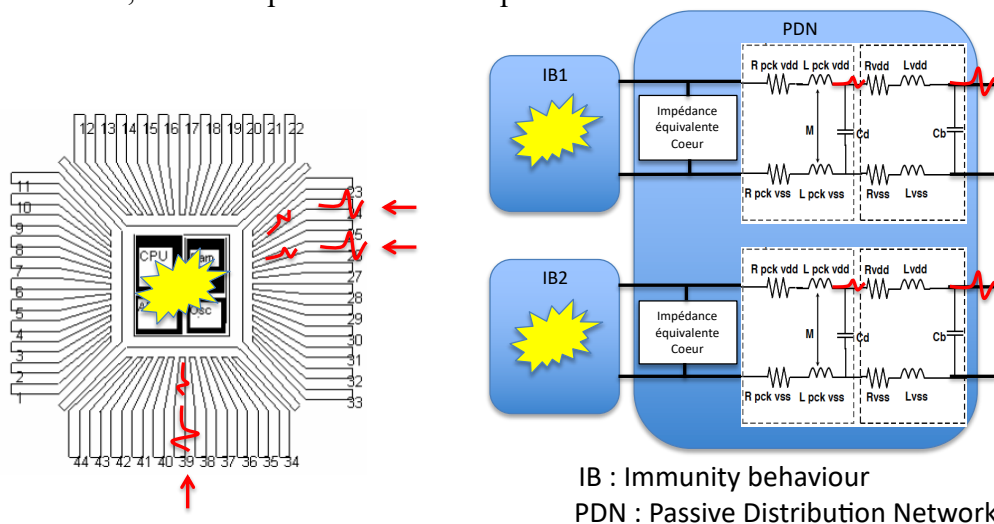 12 13 14 15 16 17 18 19 20 21 22
11
10
9
8
7
6
5
4
3
2
1
CPU
Osc
23
24
25
27
28
29
30
31
32
33
44 43 42 41 40 39 38 37 36 35 34
PDN
IB1
Impédance
équivalente
Coeur
R pck vdd L pck vdd Rvdd Lvdd
M Cd Cb
R pck vss L pck vss Rvss Lvss
IB2
Impédance
équivalente
Coeur
R pck vdd L pck vdd Rvdd Lvdd
M Cd Cb
R pck vss L pck vss Rvss Lvss
IB : Immunity behaviour
PDN : Passive Distribution Network